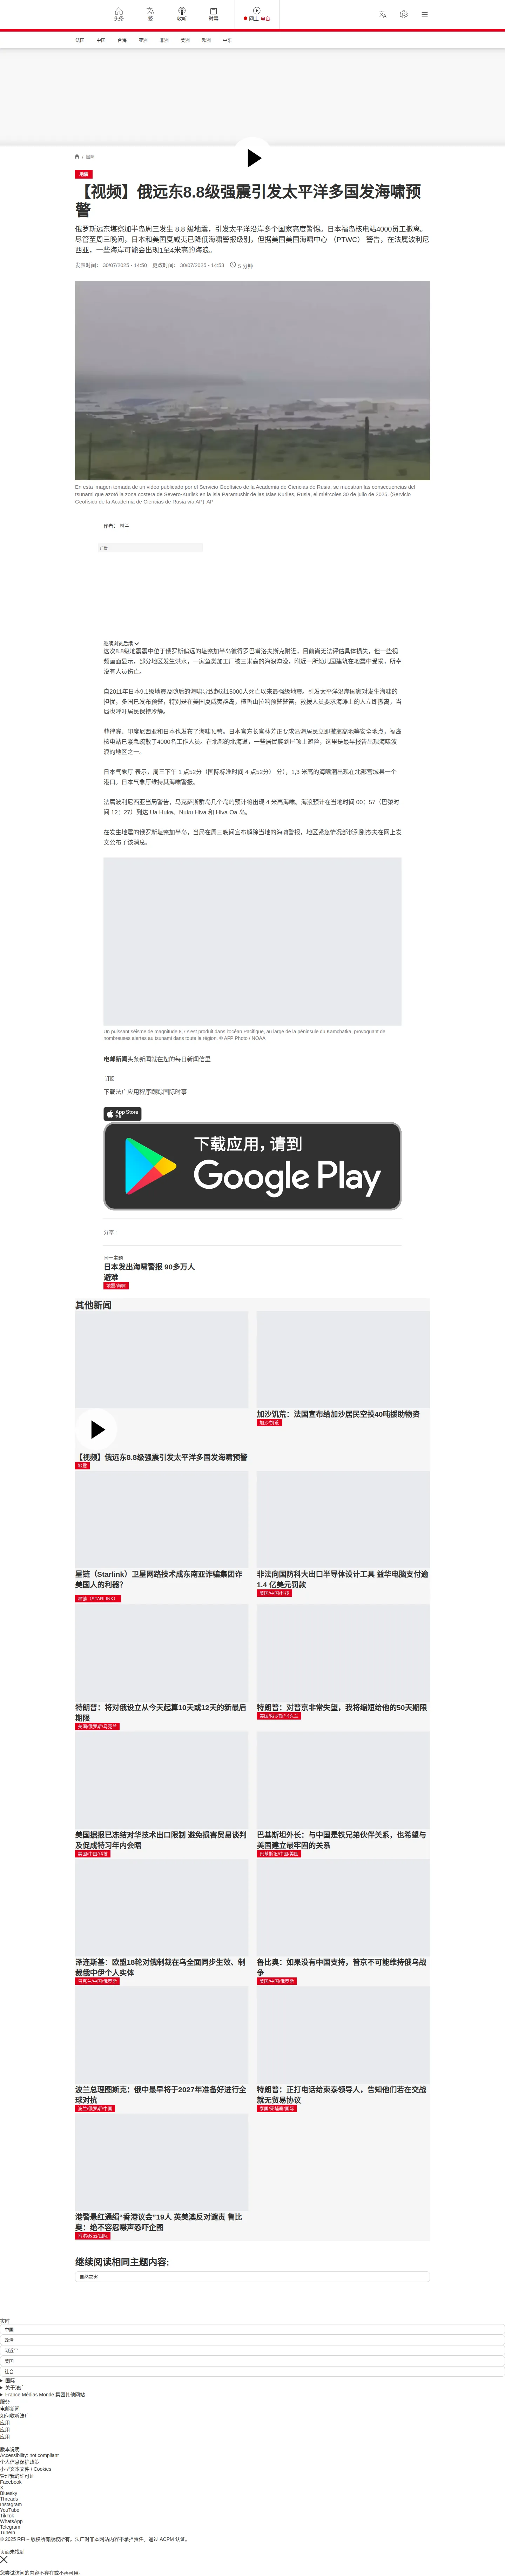 头条
繁
收听
时事
网上 电台
法国
中国
台海
亚洲
非洲
美洲
欧洲
中东
国际
地震
【视频】俄远东8.8级强震引发太平洋多国发海啸预警
俄罗斯远东堪察加半岛周三发生 8.8 级地震，引发太平洋沿岸多个国家高度警惕。日本福岛核电站4000员工撤离。尽管至周三晚间，日本和美国夏威夷已降低海啸警报级别，但据美国美国海啸中心 （PTWC） 警告，在法属波利尼西亚，一些海岸可能会出现1至4米高的海浪。
发表时间： 30/07/2025 - 14:50 更改时间： 30/07/2025 - 14:53 5 分钟
En esta imagen tomada de un video publicado por el Servicio Geofísico de la Academia de Ciencias de Rusia, se muestran las consecuencias del tsunami que azotó la zona costera de Severo-Kurilsk en la isla Paramushir de las Islas Kuriles, Rusia, el miércoles 30 de julio de 2025. (Servicio Geofísico de la Academia de Ciencias de Rusia vía AP) AP
作者： 林兰
广告
继续浏览后续
这次8.8级地震震中位于俄罗斯偏远的堪察加半岛彼得罗巴甫洛夫斯克附近，目前尚无法评估具体损失，但一些视频画面显示，部分地区发生洪水，一家鱼类加工厂被三米高的海浪淹没，附近一所幼儿园建筑在地震中受损，所幸没有人员伤亡。
自2011年日本9.1级地震及随后的海啸导致超过15000人死亡以来最强级地震。引发太平洋沿岸国家对发生海啸的担忧，多国已发布预警，特别是在美国夏威夷群岛，檀香山拉响预警警笛，救援人员要求海滩上的人立即撤离，当局也呼吁居民保持冷静。
菲律宾、印度尼西亚和日本也发布了海啸预警。日本官方长官林芳正要求沿海居民立即撤离高地等安全地点，福岛核电站已紧急疏散了4000名工作人员。在北部的北海道，一些居民爬到屋顶上避险，这里是最早报告出现海啸波浪的地区之一。
日本气象厅 表示，周三下午 1 点52分（国际标准时间 4 点52分） 分)），1,3 米高的海啸潮出现在北部宫城县一个港口。日本气象厅维持其海啸警报。
法属波利尼西亚当局警告，马克萨斯群岛几个岛屿预计将出现 4 米高海啸。海浪预计在当地时间 00：57（巴黎时间 12：27）到达 Ua Huka、Nuku Hiva 和 Hiva Oa 岛。
在发生地震的俄罗斯堪察加半岛，当局在周三晚间宣布解除当地的海啸警报，地区紧急情况部长列别杰夫在网上发文公布了该消息。
Un puissant séisme de magnitude 8,7 s'est produit dans l'océan Pacifique, au large de la péninsule du Kamchatka, provoquant de nombreuses alertes au tsunami dans toute la région. © AFP Photo / NOAA
电邮新闻头条新闻就在您的每日新闻信里
订阅
下载法广应用程序跟踪国际时事
App Store
下载
下载应用，请到
Google Play
分享 :
同一主题
日本发出海啸警报 90多万人避难
地震/海啸
其他新闻
【视频】俄远东8.8级强震引发太平洋多国发海啸预警
地震
加沙饥荒：法国宣布给加沙居民空投40吨援助物资
加沙饥荒
星链（Starlink）卫星网路技术成东南亚诈骗集团诈美国人的利器？
星链（STARLINK）
非法向国防科大出口半导体设计工具 益华电脑支付逾1.4 亿美元罚款
美国/中国/科技
特朗普：将对俄设立从今天起算10天或12天的新最后期限
美国/俄罗斯/乌克兰
特朗普：对普京非常失望，我将缩短给他的50天期限
美国/俄罗斯/乌克兰
美国据报已冻结对华技术出口限制 避免损害贸易谈判及促成特习年内会晤
美国/中国/科技
巴基斯坦外长：与中国是铁兄弟伙伴关系，也希望与美国建立最牢固的关系
巴基斯坦/中国/美国
泽连斯基：欧盟18轮对俄制裁在乌全面同步生效、制裁俄中伊个人实体
乌克兰/中国/俄罗斯
鲁比奥：如果没有中国支持，普京不可能维持俄乌战争
美国/中国/俄罗斯
波兰总理图斯克：俄中最早将于2027年准备好进行全球对抗
波兰/俄罗斯/中国
特朗普：正打电话给柬泰领导人，告知他们若在交战就无贸易协议
泰国/柬埔寨/国际
港警悬红通缉“香港议会”19人 英美澳反对谴责 鲁比奥：绝不容忍噤声恐吓企图
香港/政治/国际
继续阅读相同主题内容:
自然灾害
实时
中国
政治
习近平
美国
社会
国际
关于法广
France Médias Monde 集团其他网站
服务
电邮新闻
如何收听法广
应用
应用
应用
版本说明
Accessibility: not compliant
个人信息保护政策
小型文本文件 / Cookies
管理我的许可证
Facebook
X
Bluesky
Threads
Instagram
YouTube
TikTok
WhatsApp
Telegram
TuneIn
© 2025 RFI – 版权所有版权所有。法广对非本网站内容不承担责任。通过 ACPM 认证。
页面未找到
您尝试访问的内容不存在或不再可用。